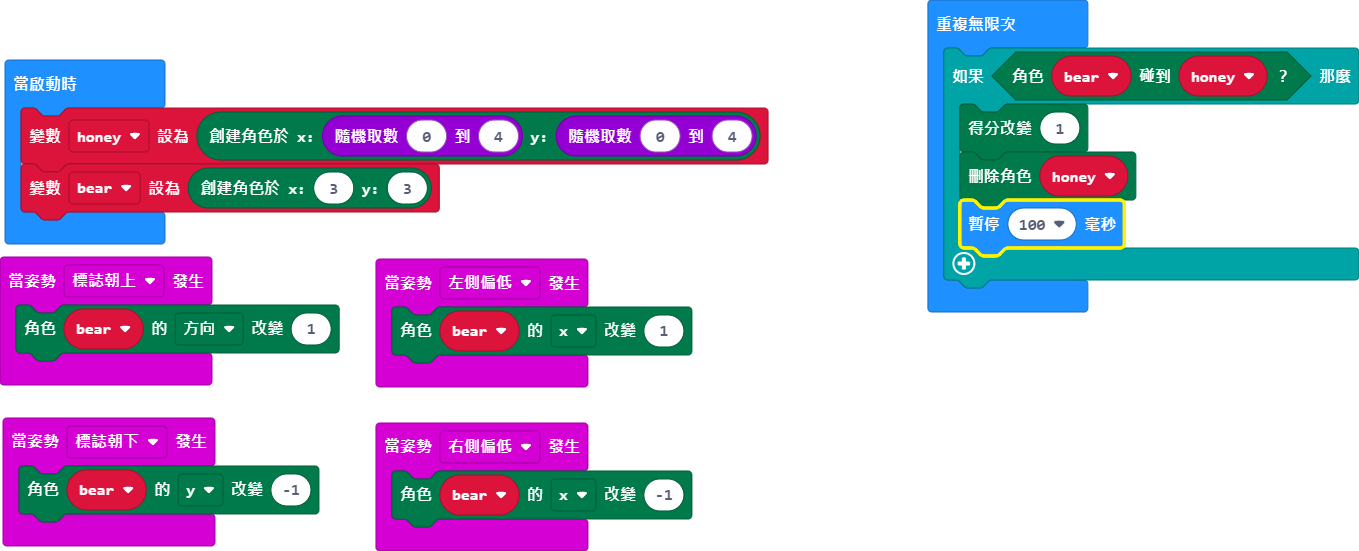 當啟動時
變數 honey 設為 創建角色於 x: 隨機取數 0 到 4 y: 隨機取數 0 到 4
變數 bear 設為 創建角色於 x: 3 y: 3
當姿勢 標誌朝上 發生
角色 bear 的 方向 改變 1
當姿勢 左側偏低 發生
角色 bear 的 x 改變 1
當姿勢 標誌朝下 發生
角色 bear 的 y 改變 -1
當姿勢 右側偏低 發生
角色 bear 的 x 改變 -1
重複無限次
如果 角色 bear 碰到 honey ? 那麼
得分改變 1
刪除角色 honey
暫停 100 毫秒